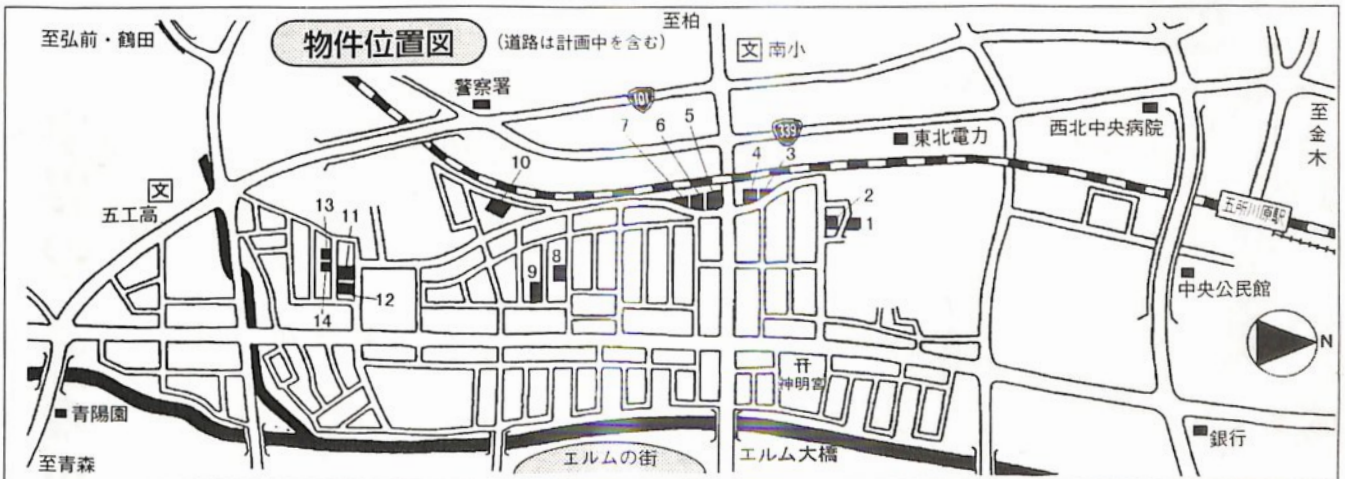 至弘前・鶴田
物件位置図
(道路は計画中を含む)
至柏
文 南小
警察署
101
339
東北電力
西北中央病院
至金木
五所川原駅
文
五工高
7
6
5
4
3
2
1
10
13
11
14
12
9
8
中央公民館
N
神明宮
青陽園
至青森
エルムの街
エルム大橋
銀行